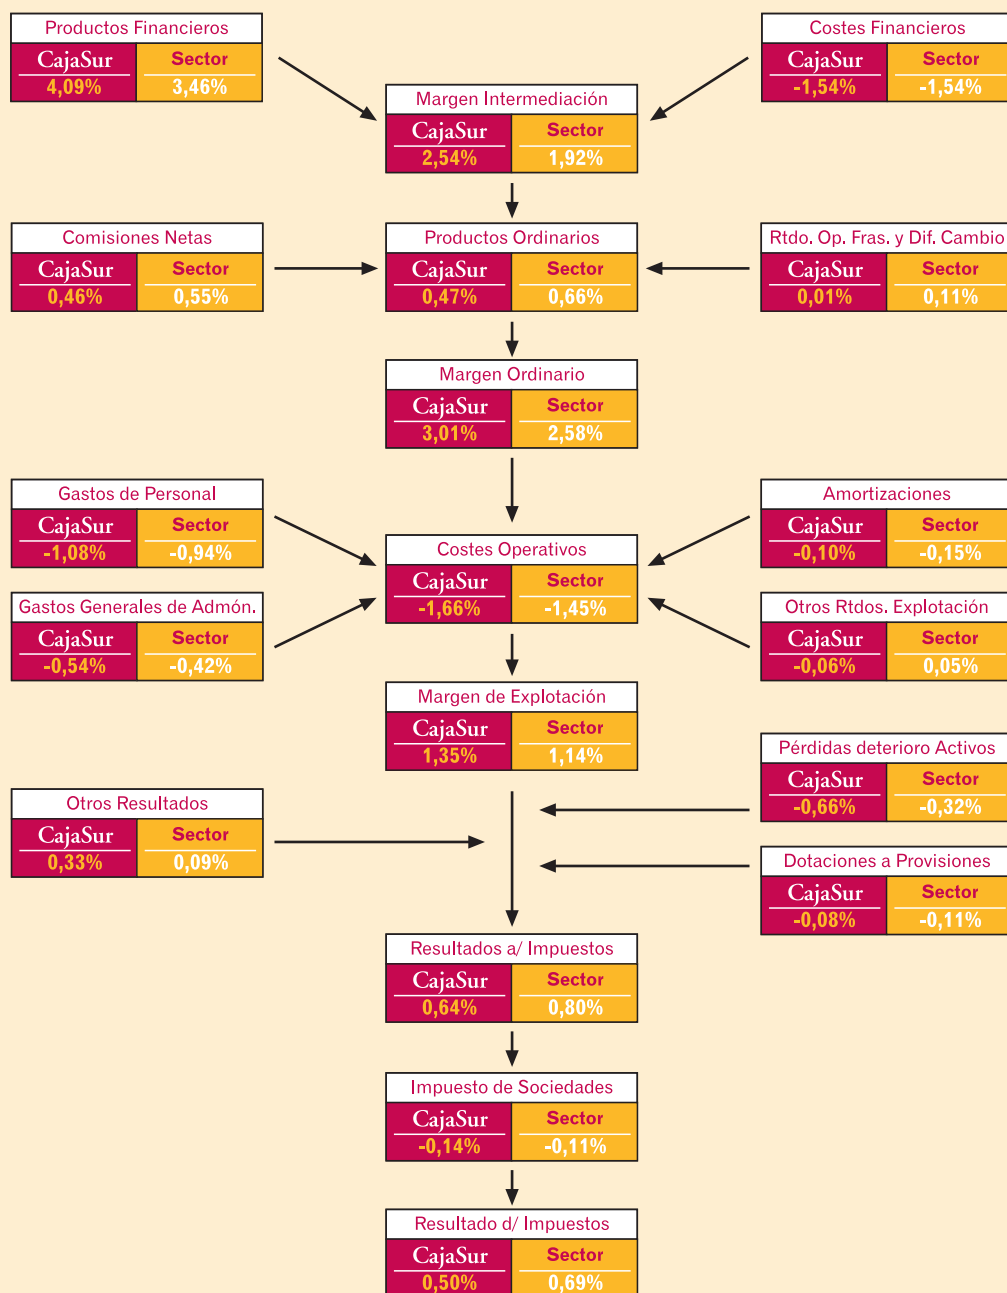 Productos Financieros
CajaSur Sector
4,09% 3,46%
Costes Financieros
CajaSur Sector
-1,54% -1,54%
Margen Intermediación
CajaSur Sector
2,54% 1,92%
Comisiones Netas
CajaSur Sector
0,46% 0,55%
Productos Ordinarios
CajaSur Sector
0,47% 0,66%
Rtdo. Op. Fras. y Dif. Cambio
CajaSur Sector
0,01% 0,11%
Margen Ordinario
CajaSur Sector
3,01% 2,58%
Gastos de Personal
CajaSur Sector
-1,08% -0,94%
Amortizaciones
CajaSur Sector
-0,10% -0,15%
Costes Operativos
CajaSur Sector
-1,66% -1,45%
Gastos Generales de Admón.
CajaSur Sector
-0,54% -0,42%
Otros Rtdos. Explotación
CajaSur Sector
-0,06% 0,05%
Margen de Explotación
CajaSur Sector
1,35% 1,14%
Pérdidas deterioro Activos
CajaSur Sector
-0,66% -0,32%
Otros Resultados
CajaSur Sector
0,33% 0,09%
Dotaciones a Provisiones
CajaSur Sector
-0,08% -0,11%
Resultados a/ Impuestos
CajaSur Sector
0,64% 0,80%
Impuesto de Sociedades
CajaSur Sector
-0,14% -0,11%
Resultado d/ Impuestos
CajaSur Sector
0,50% 0,69%